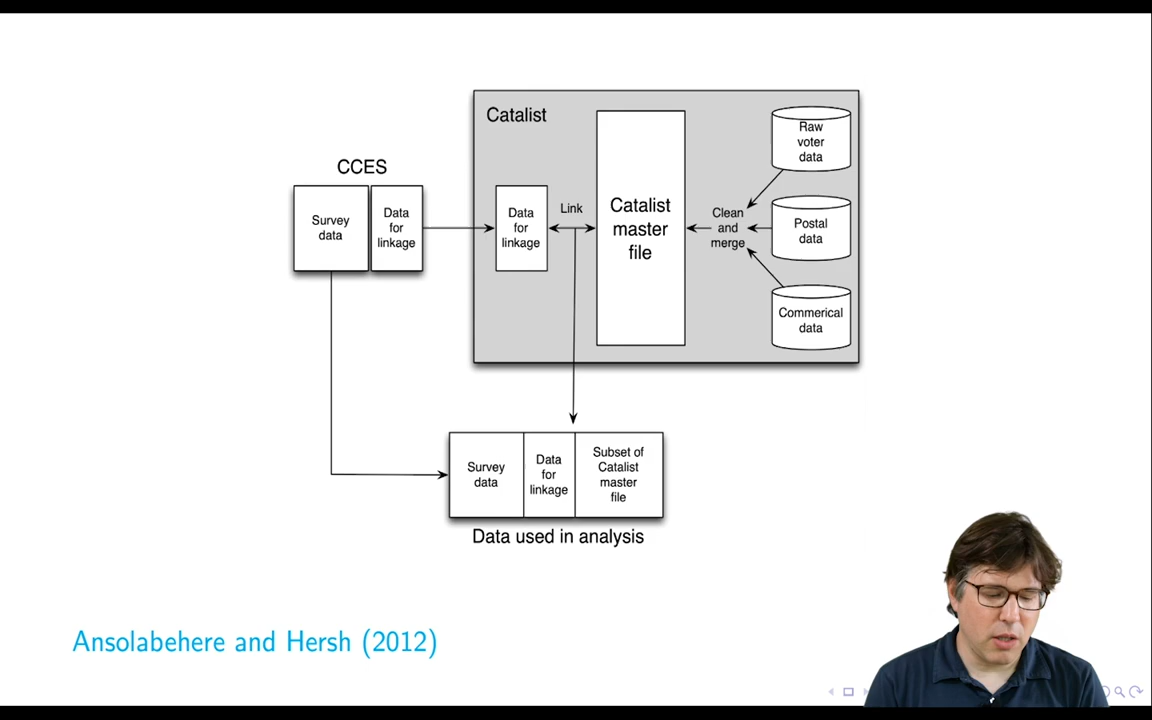 Catalist
CCES
Survey
data
Data
for
linkage
Data
for
linkage
Link
Catalist
master
file
Clean
and
merge
Raw
voter
data
Postal
data
Commerical
data
Survey
data
Data
for
linkage
Subset of
Catalist
master
file
Data used in analysis
Ansolabehere and Hersh (2012)